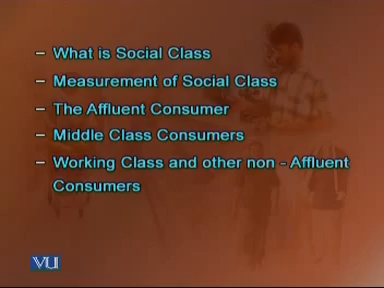 – What is Social Class
– Measurement of Social Class
– The Affluent Consumer
– Middle Class Consumers
– Working Class and other non - Affluent
Consumers
VU